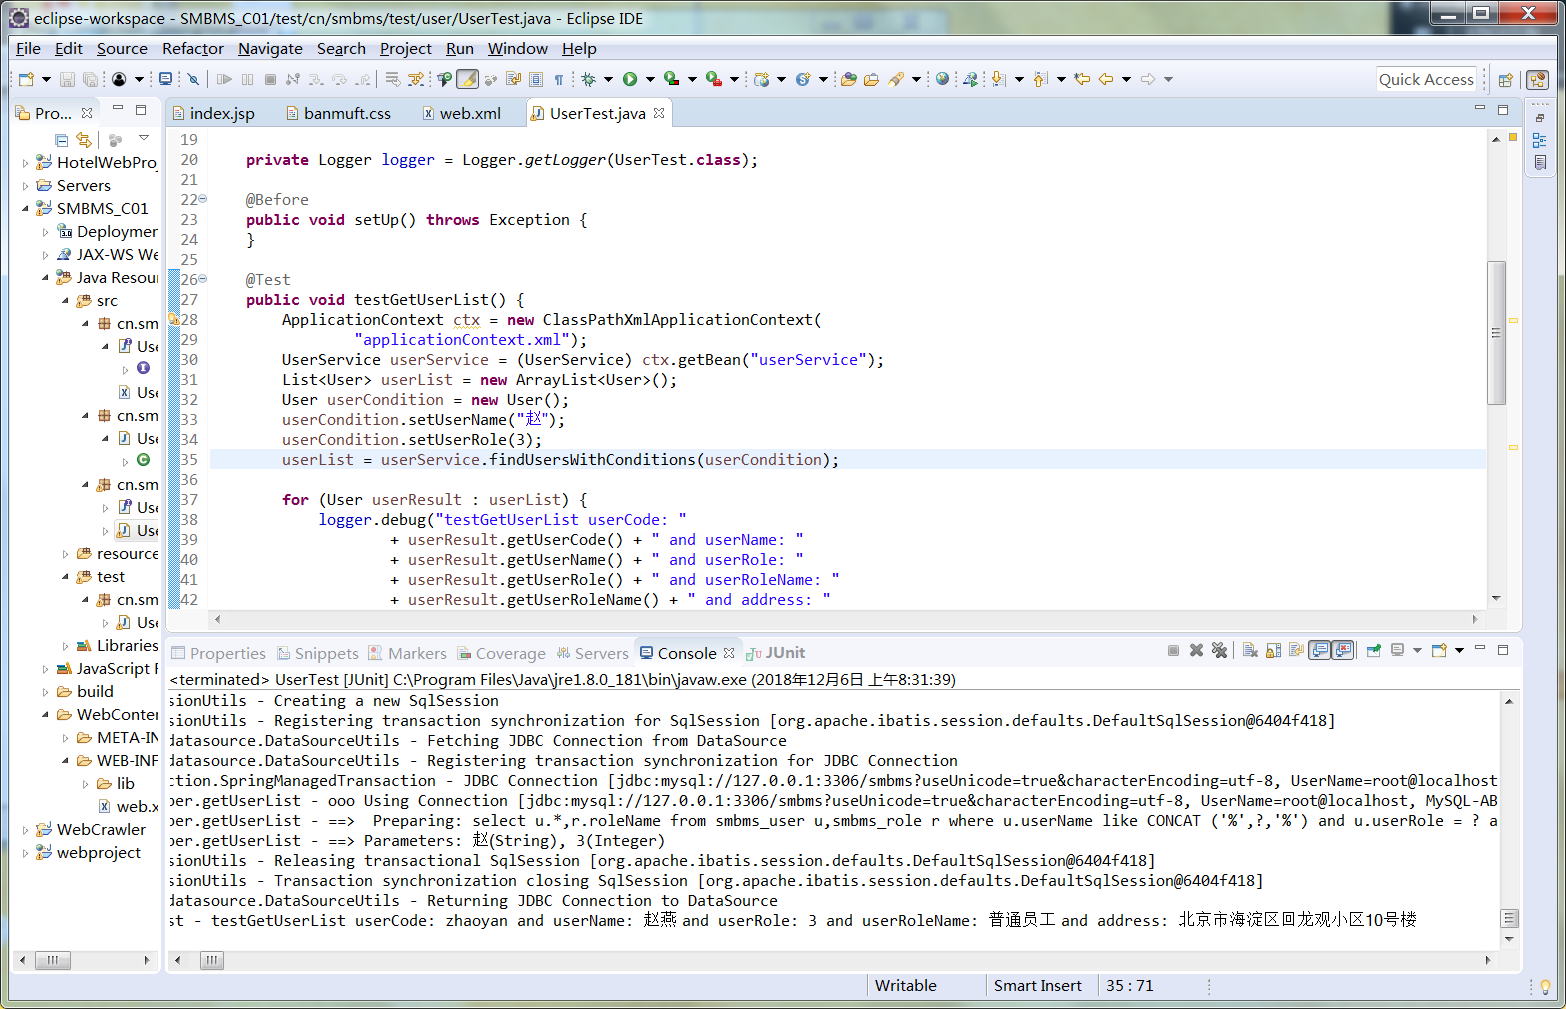 eclipse-workspace - SMBMS_C01/test/cn/smbms/test/user/UserTest.java - Eclipse IDE
File Edit Source Refactor Navigate Search Project Run Window Help
Quick Access
Pro...
HotelWebPro
Servers
SMBMS_C01
Deploymer
JAX-WS We
Java Resou
src
cn.sm
Use
Use
cn.sm
Use
cn.sm
Use
Use
resource
test
cn.sm
Use
Libraries
JavaScript F
build
WebConter
META-IN
WEB-INF
lib
web.x
WebCrawler
webproject
index.jsp banmuft.css web.xml UserTest.java
19
20 private Logger logger = Logger.getLogger(UserTest.class);
21
22 @Before
23 public void setUp() throws Exception {
24 }
25
26 @Test
27 public void testGetUserList() {
28 ApplicationContext ctx = new ClassPathXmlApplicationContext(
29 "applicationContext.xml");
30 UserService userService = (UserService) ctx.getBean("userService");
31 List<User> userList = new ArrayList<User>();
32 User userCondition = new User();
33 userCondition.setUserName("赵");
34 userCondition.setUserRole(3);
35 userList = userService.findUsersWithConditions(userCondition);
36
37 for (User userResult : userList) {
38 logger.debug("testGetUserList userCode: "
39 + userResult.getUserCode() + " and userName: "
40 + userResult.getUserName() + " and userRole: "
41 + userResult.getUserRole() + " and userRoleName: "
42 + userResult.getUserRoleName() + " and address: "
Properties Snippets Markers Coverage Servers Console JUnit
<terminated> UserTest [JUnit] C:\Program Files\Java\jre1.8.0_181\bin\javaw.exe (2018年12月6日 上午8:31:39)
sionUtils - Creating a new SqlSession
sionUtils - Registering transaction synchronization for SqlSession [org.apache.ibatis.session.defaults.DefaultSqlSession@6404f418]
datasource.DataSourceUtils - Fetching JDBC Connection from DataSource
datasource.DataSourceUtils - Registering transaction synchronization for JDBC Connection
ction.SpringManagedTransaction - JDBC Connection [jdbc:mysql://127.0.0.1:3306/smbms?useUnicode=true&characterEncoding=utf-8, UserName=root@localhost
per.getUserList - ooo Using Connection [jdbc:mysql://127.0.0.1:3306/smbms?useUnicode=true&characterEncoding=utf-8, UserName=root@localhost, MySQL-AB
per.getUserList - ==>  Preparing: select u.*,r.roleName from smbms_user u,smbms_role r where u.userName like CONCAT ('%',?,'%') and u.userRole = ? a
per.getUserList - ==> Parameters: 赵(String), 3(Integer)
sionUtils - Releasing transactional SqlSession [org.apache.ibatis.session.defaults.DefaultSqlSession@6404f418]
sionUtils - Transaction synchronization closing SqlSession [org.apache.ibatis.session.defaults.DefaultSqlSession@6404f418]
datasource.DataSourceUtils - Returning JDBC Connection to DataSource
st - testGetUserList userCode: zhaoyan and userName: 赵燕 and userRole: 3 and userRoleName: 普通员工 and address: 北京市海淀区回龙观小区10号楼
Writable Smart Insert 35 : 71